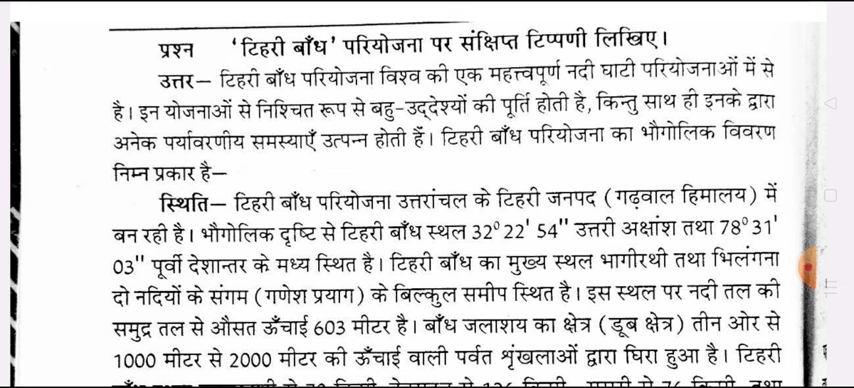 प्रश्न 'टिहरी बाँध' परियोजना पर संक्षिप्त टिप्पणी लिखिए।
उत्तर— टिहरी बाँध परियोजना विश्व की एक महत्त्वपूर्ण नदी घाटी परियोजनाओं में से
है। इन योजनाओं से निश्चित रूप से बहु-उद्देश्यों की पूर्ति होती है, किन्तु साथ ही इनके द्वारा
अनेक पर्यावरणीय समस्याएँ उत्पन्न होती हैं। टिहरी बाँध परियोजना का भौगोलिक विवरण
निम्न प्रकार है—
स्थिति— टिहरी बाँध परियोजना उत्तरांचल के टिहरी जनपद (गढ़वाल हिमालय) में
बन रही है। भौगोलिक दृष्टि से टिहरी बाँध स्थल 32° 22' 54" उत्तरी अक्षांश तथा 78° 31'
03" पूर्वी देशान्तर के मध्य स्थित है। टिहरी बाँध का मुख्य स्थल भागीरथी तथा भिलंगना
दो नदियों के संगम (गणेश प्रयाग) के बिल्कुल समीप स्थित है। इस स्थल पर नदी तल की
समुद्र तल से औसत ऊँचाई 603 मीटर है। बाँध जलाशय का क्षेत्र (डूब क्षेत्र) तीन ओर से
1000 मीटर से 2000 मीटर की ऊँचाई वाली पर्वत शृंखलाओं द्वारा घिरा हुआ है। टिहरी